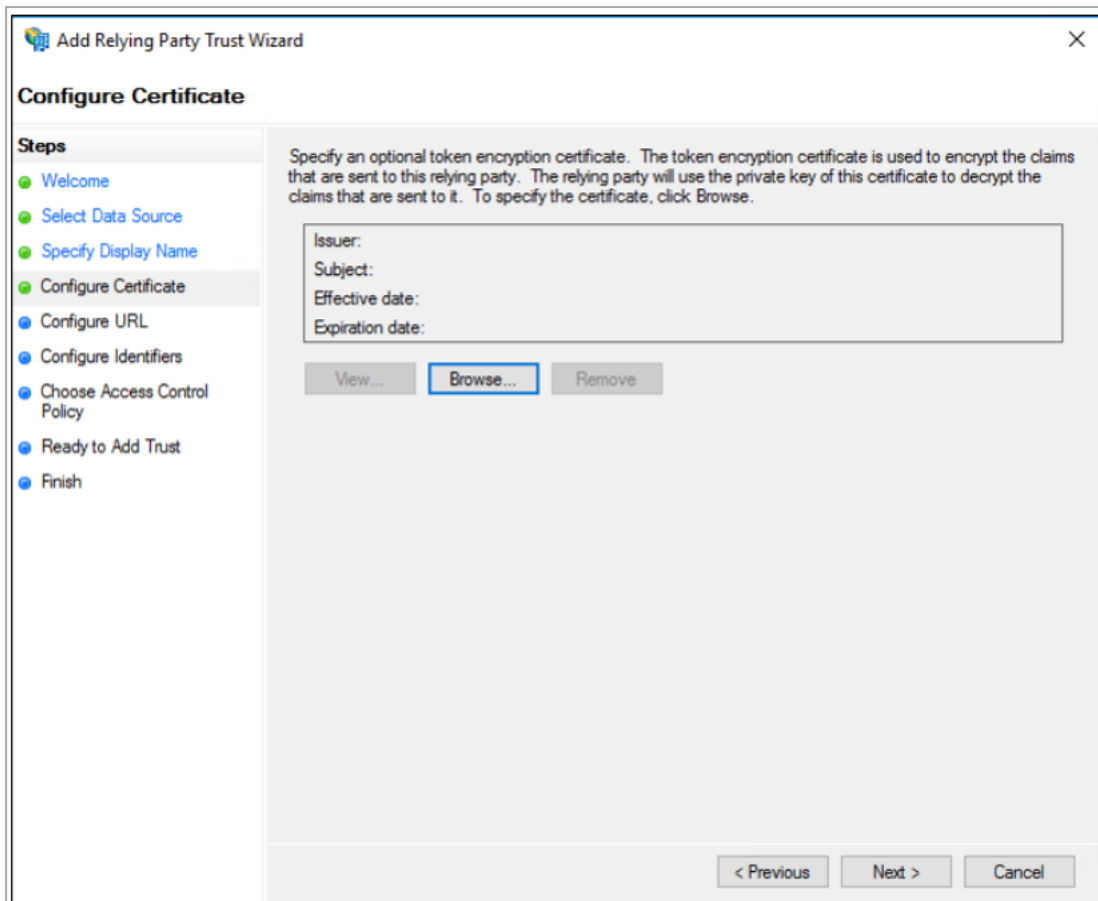 Add Relying Party Trust Wizard
Configure Certificate
Steps
Welcome
Select Data Source
Specify Display Name
Configure Certificate
Configure URL
Configure Identifiers
Choose Access Control
Policy
Ready to Add Trust
Finish
Specify an optional token encryption certificate. The token encryption certificate is used to encrypt the claims
that are sent to this relying party. The relying party will use the private key of this certificate to decrypt the
claims that are sent to it. To specify the certificate, click Browse.
Issuer:
Subject:
Effective date:
Expiration date:
View... Browse... Remove
< Previous Next > Cancel